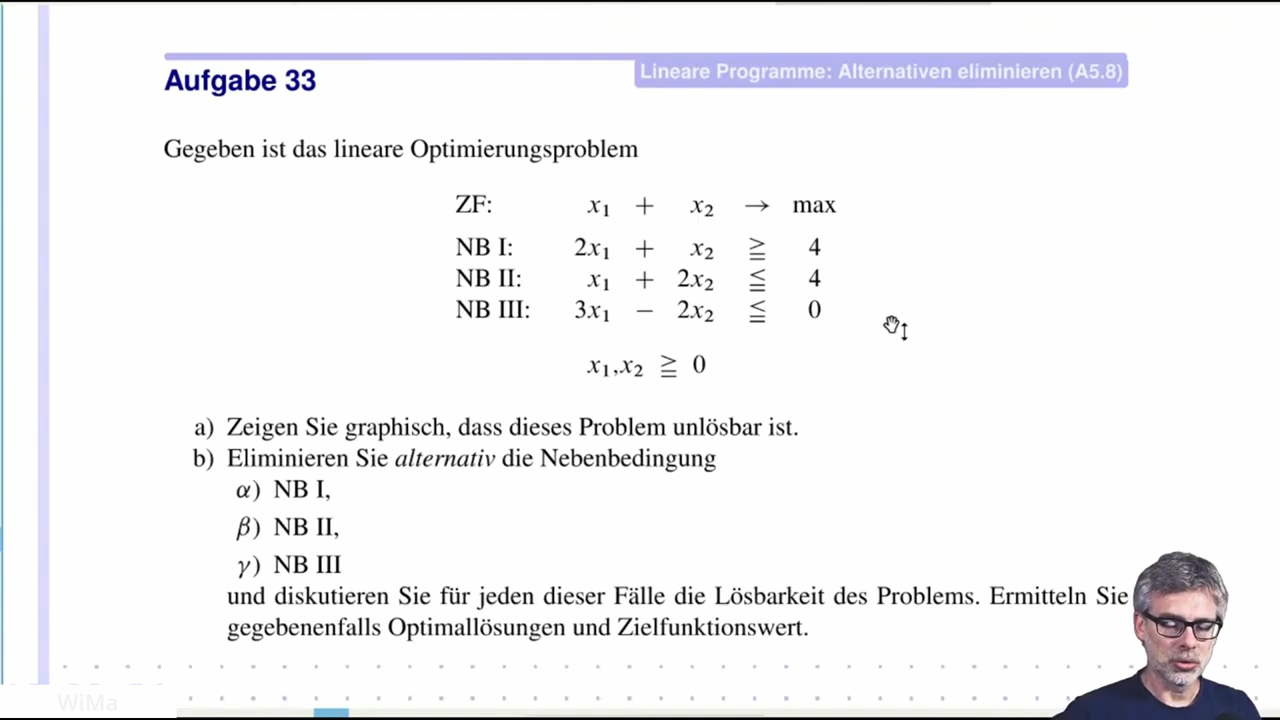 Aufgabe 33
Lineare Programme: Alternativen eliminieren (A5.8)
Gegeben ist das lineare Optimierungsproblem
ZF: x₁ + x₂ → max
NB I: 2x₁ + x₂ ≧ 4
NB II: x₁ + 2x₂ ≦ 4
NB III: 3x₁ − 2x₂ ≦ 0
x₁,x₂ ≧ 0
a) Zeigen Sie graphisch, dass dieses Problem unlösbar ist.
b) Eliminieren Sie alternativ die Nebenbedingung
α) NB I,
β) NB II,
γ) NB III
und diskutieren Sie für jeden dieser Fälle die Lösbarkeit des Problems. Ermitteln Sie
gegebenenfalls Optimallösungen und Zielfunktionswert.
WiMa